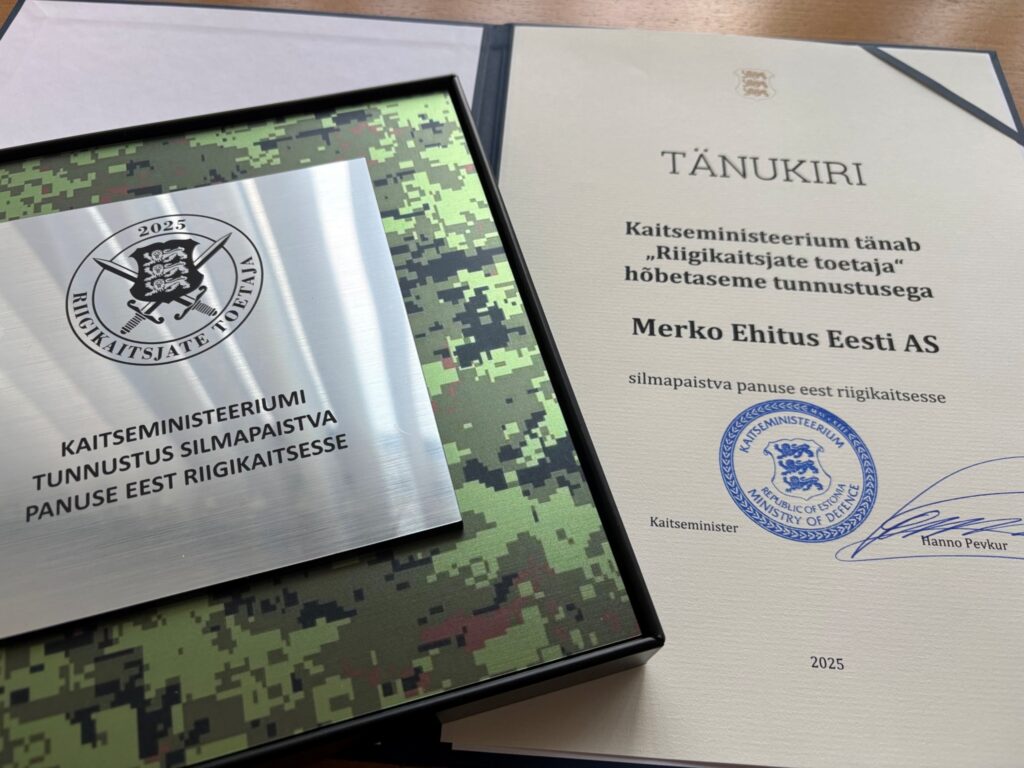 2025
RIIGIKAITSJATE TOETAJA
KAITSEMINISTEERIUMI
TUNNUSTUS SILMAPAISTVA
PANUSE EEST RIIGIKAITSESSE
TÄNUKIRI
Kaitseministeerium tänab
„Riigikaitsjate toetaja“
hõbetaseme tunnustusega
Merko Ehitus Eesti AS
silmapaistva panuse eest riigikaitsesse
KAITSEMINISTEERIUM
REPUBLIC OF ESTONIA
MINISTRY OF DEFENCE
Kaitseminister
Hanno Pevkur
2025